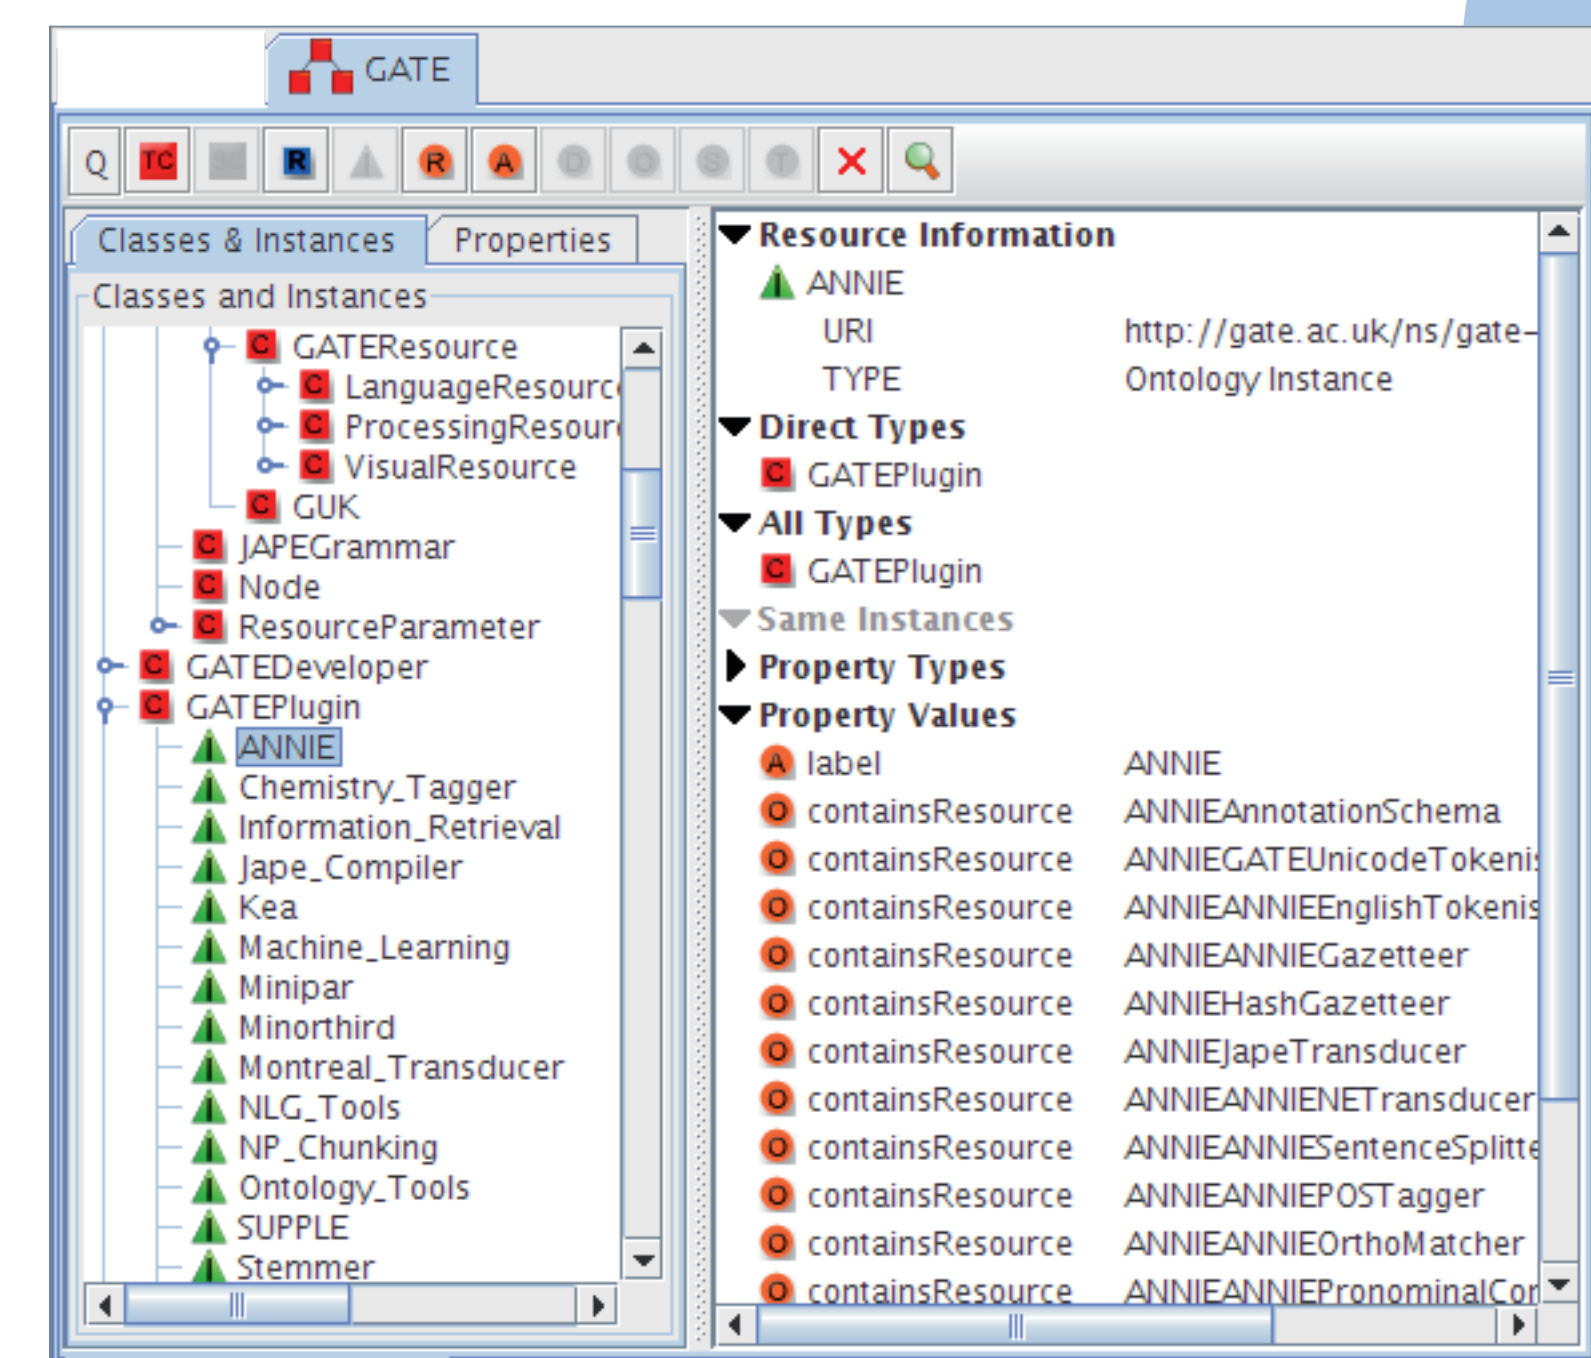 GATE
Q TC SC R R A D O S T
Classes & Instances Properties
Classes and Instances
GATEResource
LanguageResourc
ProcessingResour
VisualResource
GUK
JAPEGrammar
Node
ResourceParameter
GATEDeveloper
GATEPlugin
ANNIE
Chemistry_Tagger
Information_Retrieval
Jape_Compiler
Kea
Machine_Learning
Minipar
Minorthird
Montreal_Transducer
NLG_Tools
NP_Chunking
Ontology_Tools
SUPPLE
Stemmer
Resource Information
ANNIE
URI http://gate.ac.uk/ns/gate-
TYPE Ontology Instance
Direct Types
C GATEPlugin
All Types
C GATEPlugin
Same Instances
Property Types
Property Values
A label ANNIE
O containsResource ANNIEAnnotationSchema
O containsResource ANNIEGATEUnicodeTokenis
O containsResource ANNIEANNIEEnglishTokenis
O containsResource ANNIEANNIEGazetteer
O containsResource ANNIEHashGazetteer
O containsResource ANNIEJapeTransducer
O containsResource ANNIEANNIENETransducer
O containsResource ANNIEANNIESentenceSplitte
O containsResource ANNIEANNIEPOSTagger
O containsResource ANNIEANNIEOrthoMatcher
O containsResource ANNIEANNIEPronominalCor